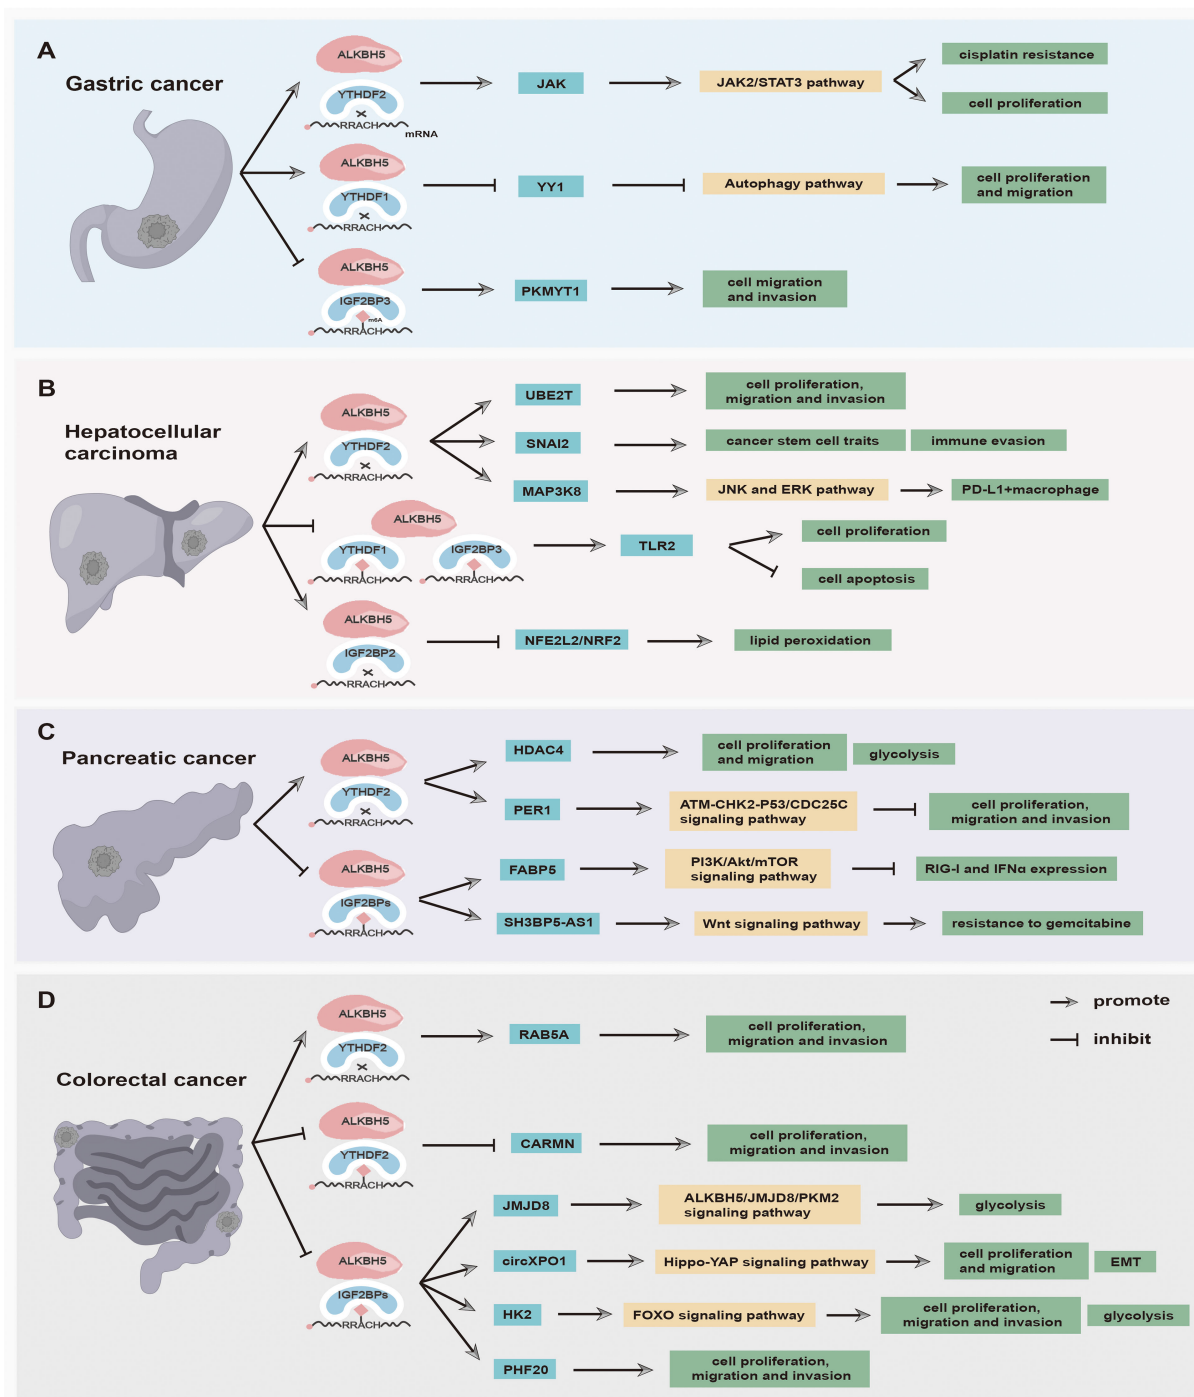 A
Gastric cancer
ALKBH5
YTHDF2
RRACH
mRNA
JAK
JAK2/STAT3 pathway
cisplatin resistance
cell proliferation
ALKBH5
YTHDF1
RRACH
YY1
Autophagy pathway
cell proliferation
and migration
ALKBH5
IGF2BP3
m6A
RRACH
PKMYT1
cell migration
and invasion
B
Hepatocellular
carcinoma
ALKBH5
YTHDF2
RRACH
UBE2T
cell proliferation,
migration and invasion
SNAI2
cancer stem cell traits
immune evasion
MAP3K8
JNK and ERK pathway
PD-L1+macrophage
ALKBH5
YTHDF1
IGF2BP3
RRACH
RRACH
TLR2
cell proliferation
cell apoptosis
ALKBH5
IGF2BP2
RRACH
NFE2L2/NRF2
lipid peroxidation
C
Pancreatic cancer
ALKBH5
YTHDF2
RRACH
HDAC4
cell proliferation
and migration
glycolysis
PER1
ATM-CHK2-P53/CDC25C
signaling pathway
cell proliferation,
migration and invasion
ALKBH5
IGF2BPs
RRACH
FABP5
PI3K/Akt/mTOR
signaling pathway
RIG-I and IFNα expression
SH3BP5-AS1
Wnt signaling pathway
resistance to gemcitabine
D
promote
inhibit
Colorectal cancer
ALKBH5
YTHDF2
RRACH
RAB5A
cell proliferation,
migration and invasion
ALKBH5
YTHDF2
RRACH
CARMN
cell proliferation,
migration and invasion
ALKBH5
IGF2BPs
RRACH
JMJD8
ALKBH5/JMJD8/PKM2
signaling pathway
glycolysis
circXPO1
Hippo-YAP signaling pathway
cell proliferation
and migration
EMT
HK2
FOXO signaling pathway
cell proliferation,
migration and invasion
glycolysis
PHF20
cell proliferation,
migration and invasion